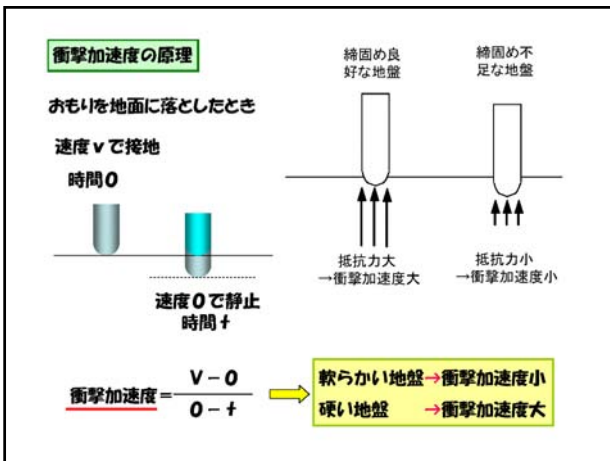 衝撃加速度の原理
おもりを地面に落としたとき
速度vで接地
時間0
速度0で静止
時間t
締固め良
好な地盤
締固め不
足な地盤
抵抗力大
→衝撃加速度大
抵抗力小
→衝撃加速度小
衝撃加速度=
V-0
0-t
軟らかい地盤→衝撃加速度小
硬い地盤→衝撃加速度大